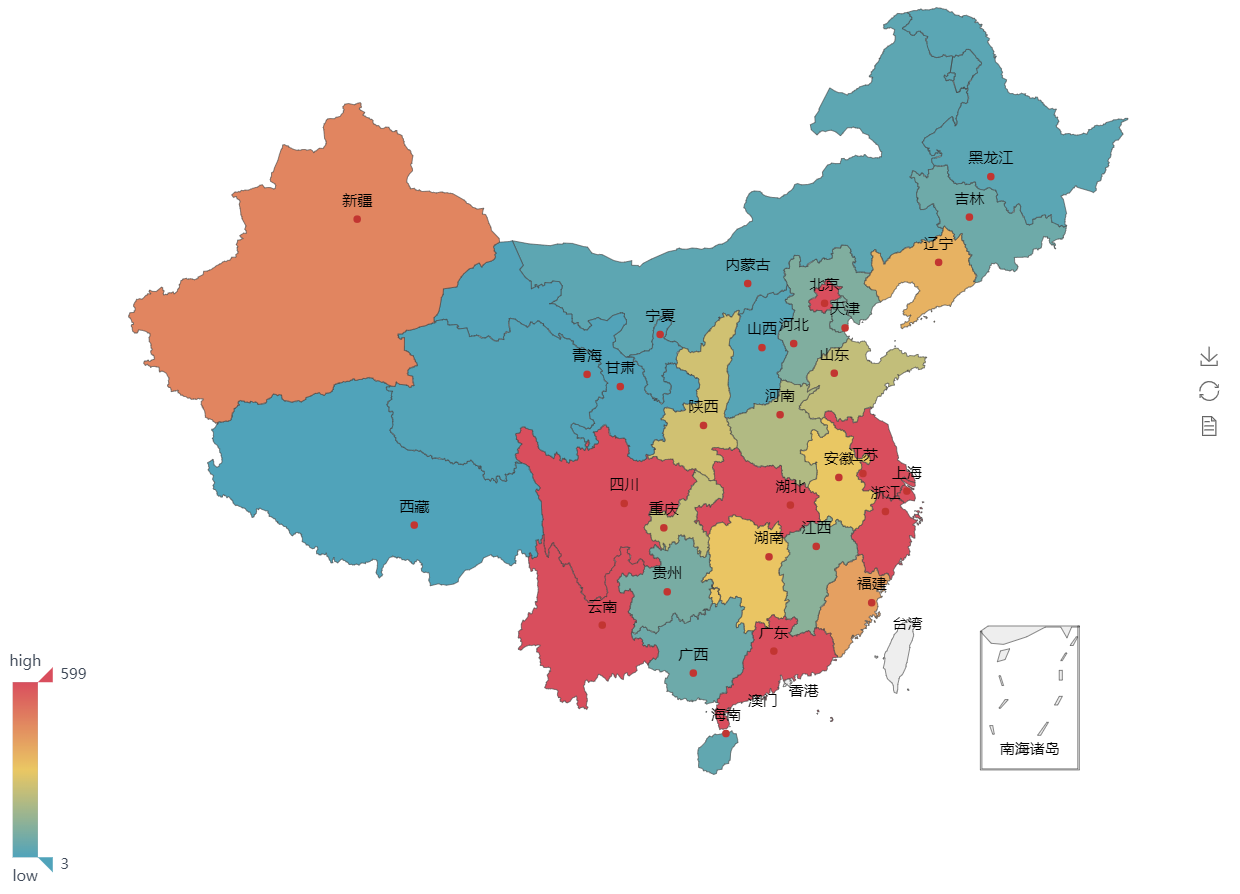 黑龙江
吉林
新疆
辽宁
内蒙古
北京
天津
宁夏
山西
河北
青海
甘肃
山东
陕西
河南
安徽
江苏
上海
四川
湖北
浙江
西藏
重庆
江西
湖南
贵州
福建
云南
台湾
广东
广西
香港
澳门
海南
南海诸岛
high
599
3
low